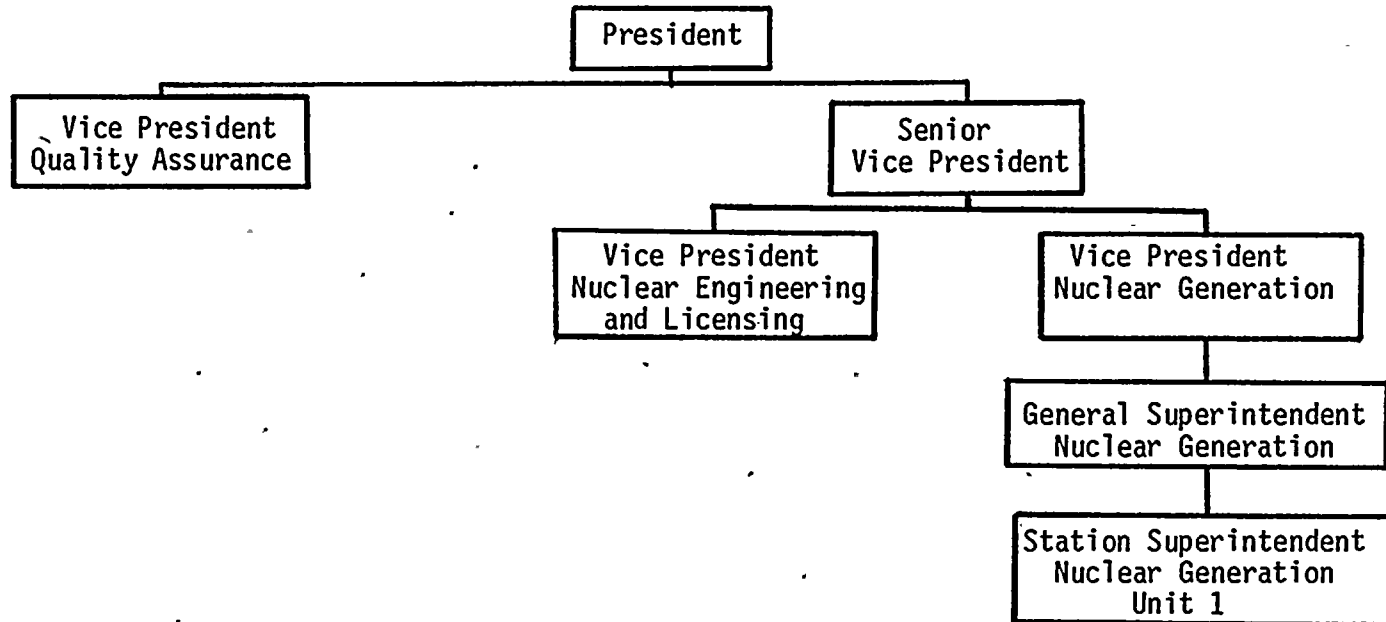 President
Vice President
Quality Assurance
Senior
Vice President
Vice President
Nuclear Engineering
and Licensing
Vice President
Nuclear Generation
General Superintendent
Nuclear Generation
Station Superintendent
Nuclear Generation
Unit 1